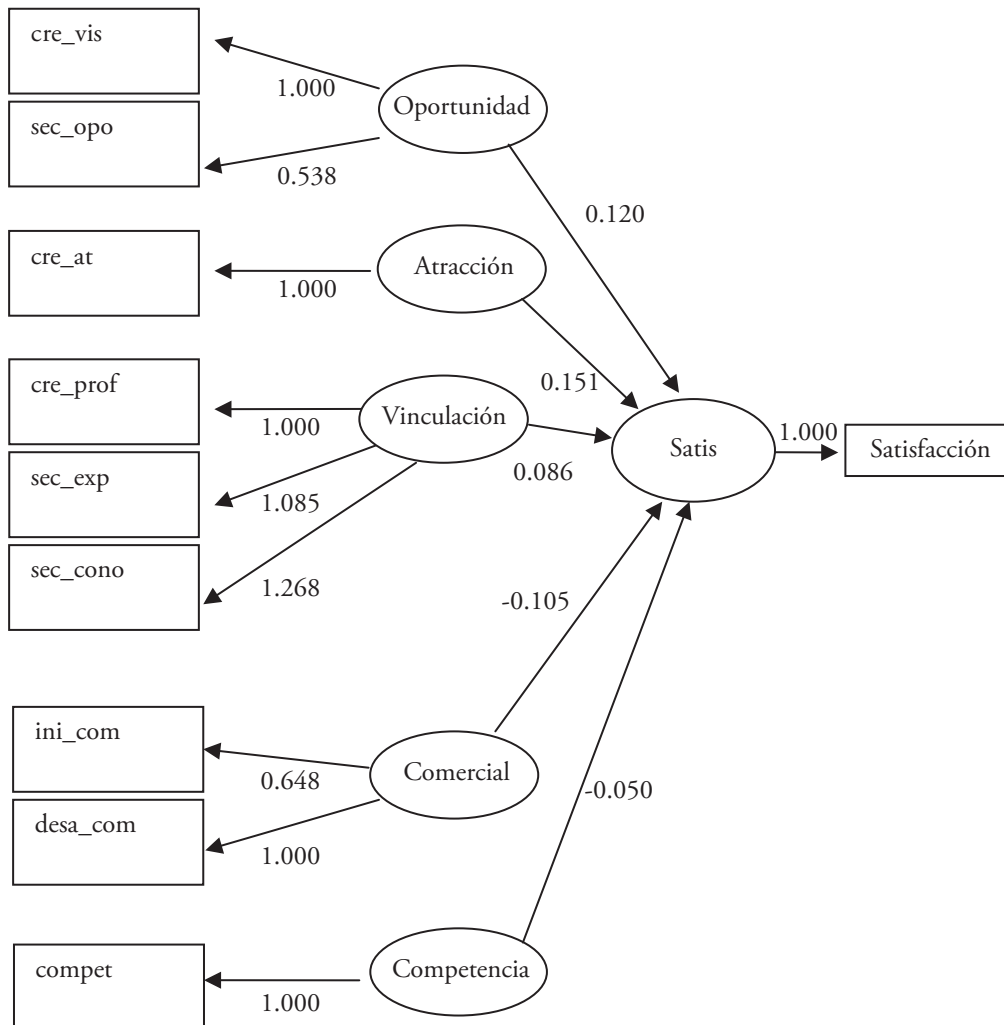 cre_vis
1.000
Oportunidad
sec_opo
0.538
0.120
cre_at
1.000
Atracción
0.151
cre_prof
1.000
Vinculación
0.086
Satis
1.000
Satisfacción
sec_exp
1.085
sec_cono
1.268
-0.105
ini_com
0.648
Comercial
-0.050
desa_com
1.000
compet
1.000
Competencia